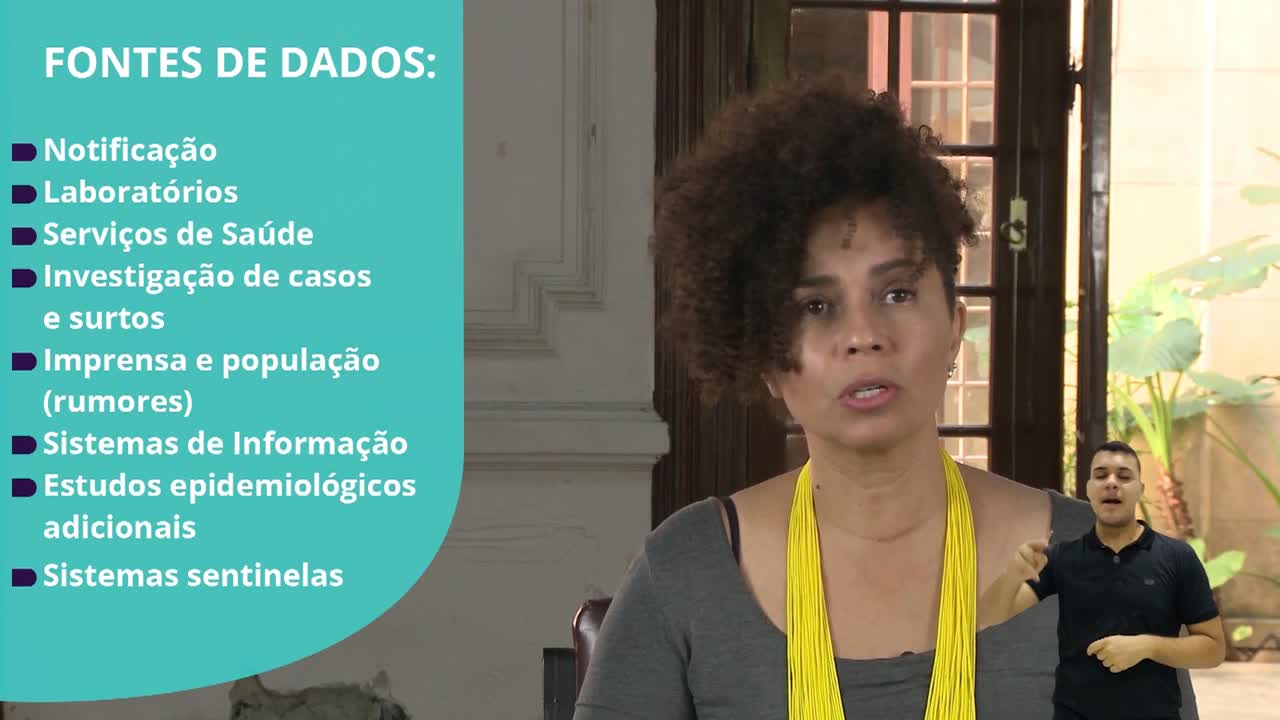 FONTES DE DADOS:
Notificação
Laboratórios
Serviços de Saúde
Investigação de casos
e surtos
Imprensa e população
(rumores)
Sistemas de Informação
Estudos epidemiológicos
adicionais
Sistemas sentinelas